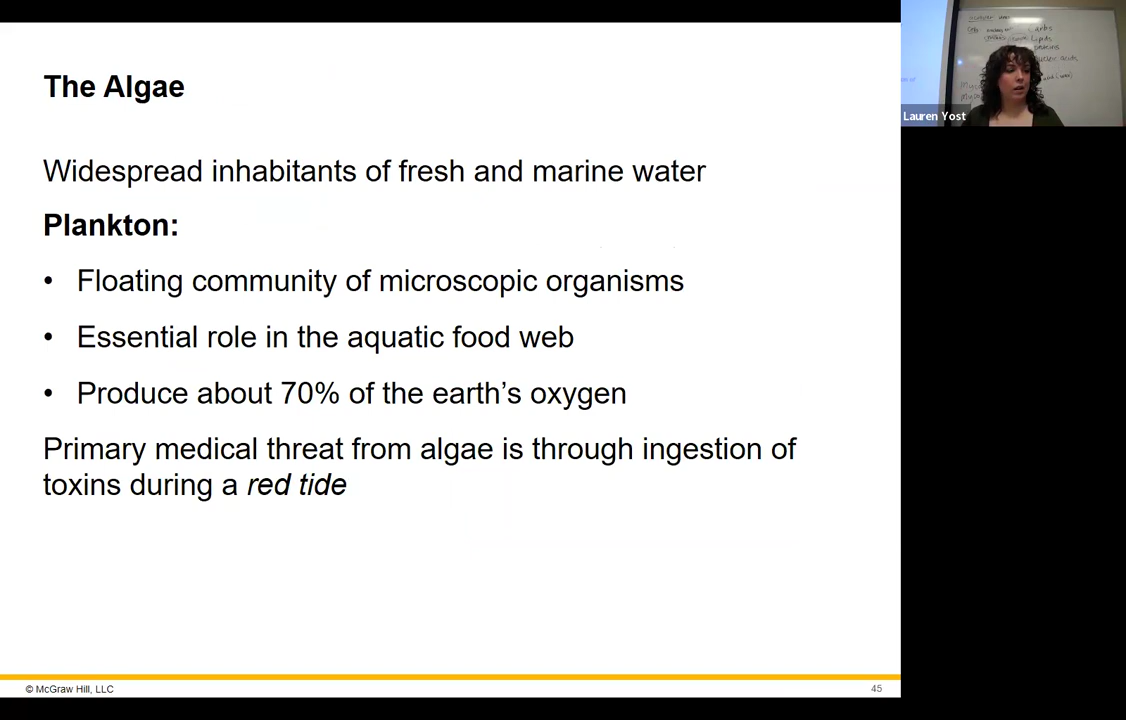 The Algae
Widespread inhabitants of fresh and marine water
Plankton:
• Floating community of microscopic organisms
• Essential role in the aquatic food web
• Produce about 70% of the earth's oxygen
Primary medical threat from algae is through ingestion of
toxins during a red tide
© McGraw Hill, LLC
45
Carbs
Lipids
Lauren Yost